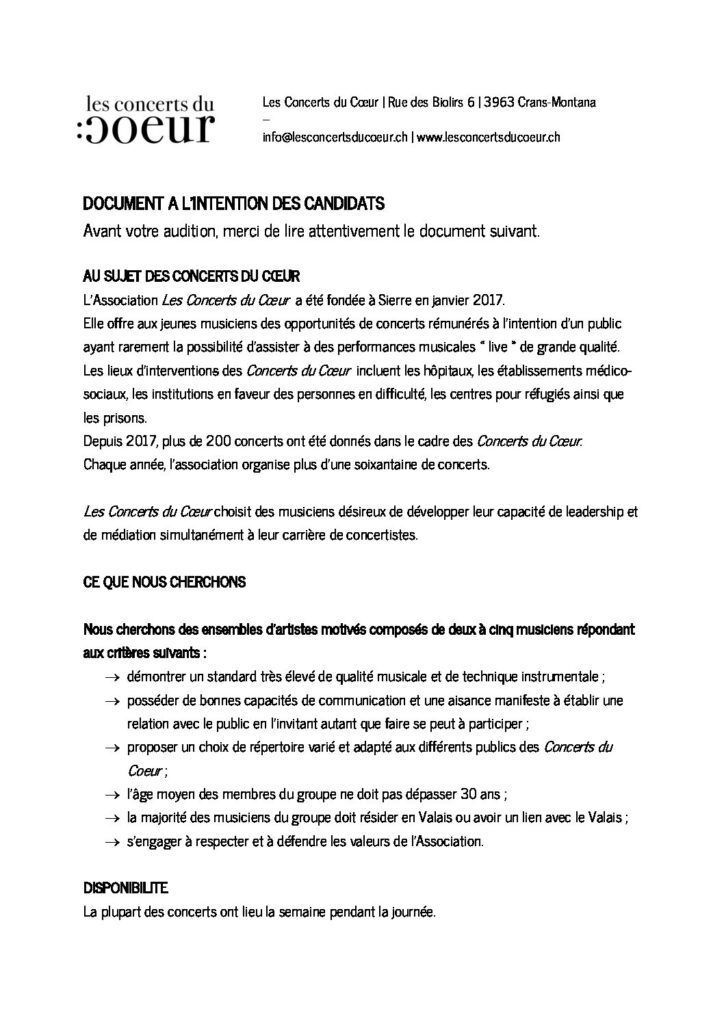 les concerts du
:coeur
Les Concerts du Cœur | Rue des Biolirs 6 | 3963 Crans-Montana
–
info@lesconcertsducoeur.ch | www.lesconcertsducoeur.ch
DOCUMENT A L'INTENTION DES CANDIDATS
Avant votre audition, merci de lire attentivement le document suivant.
AU SUJET DES CONCERTS DU CŒUR
L'Association Les Concerts du Cœur a été fondée à Sierre en janvier 2017.
Elle offre aux jeunes musiciens des opportunités de concerts rémunérés à l'intention d'un public
ayant rarement la possibilité d'assister à des performances musicales “ live ” de grande qualité.
Les lieux d'interventions des Concerts du Cœur incluent les hôpitaux, les établissements médico-
sociaux, les institutions en faveur des personnes en difficulté, les centres pour réfugiés ainsi que
les prisons.
Depuis 2017, plus de 200 concerts ont été donnés dans le cadre des Concerts du Cœur.
Chaque année, l'association organise plus d'une soixantaine de concerts.
Les Concerts du Cœur choisit des musiciens désireux de développer leur capacité de leadership et
de médiation simultanément à leur carrière de concertistes.
CE QUE NOUS CHERCHONS
Nous cherchons des ensembles d'artistes motivés composés de deux à cinq musiciens répondant
aux critères suivants :
→ démontrer un standard très élevé de qualité musicale et de technique instrumentale ;
→ posséder de bonnes capacités de communication et une aisance manifeste à établir une
relation avec le public en l'invitant autant que faire se peut à participer ;
→ proposer un choix de répertoire varié et adapté aux différents publics des Concerts du
Coeur ;
→ l'âge moyen des membres du groupe ne doit pas dépasser 30 ans ;
→ la majorité des musiciens du groupe doit résider en Valais ou avoir un lien avec le Valais ;
→ s'engager à respecter et à défendre les valeurs de l'Association.
DISPONIBILITE
La plupart des concerts ont lieu la semaine pendant la journée.